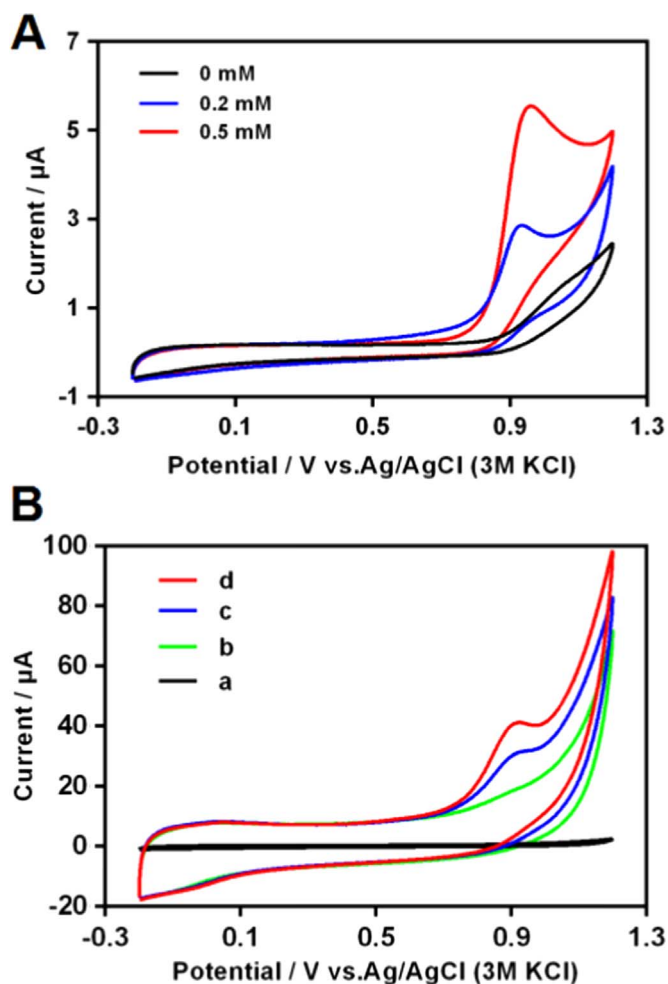 A
7
0 mM
0.2 mM
0.5 mM
5
3
1
-1
Current / µA
-0.3 0.1 0.5 0.9 1.3
Potential / V vs.Ag/AgCl (3M KCl)
B
100
d
c
b
a
80
60
40
20
0
-20
Current / µA
-0.3 0.1 0.5 0.9 1.3
Potential / V vs.Ag/AgCl (3M KCl)